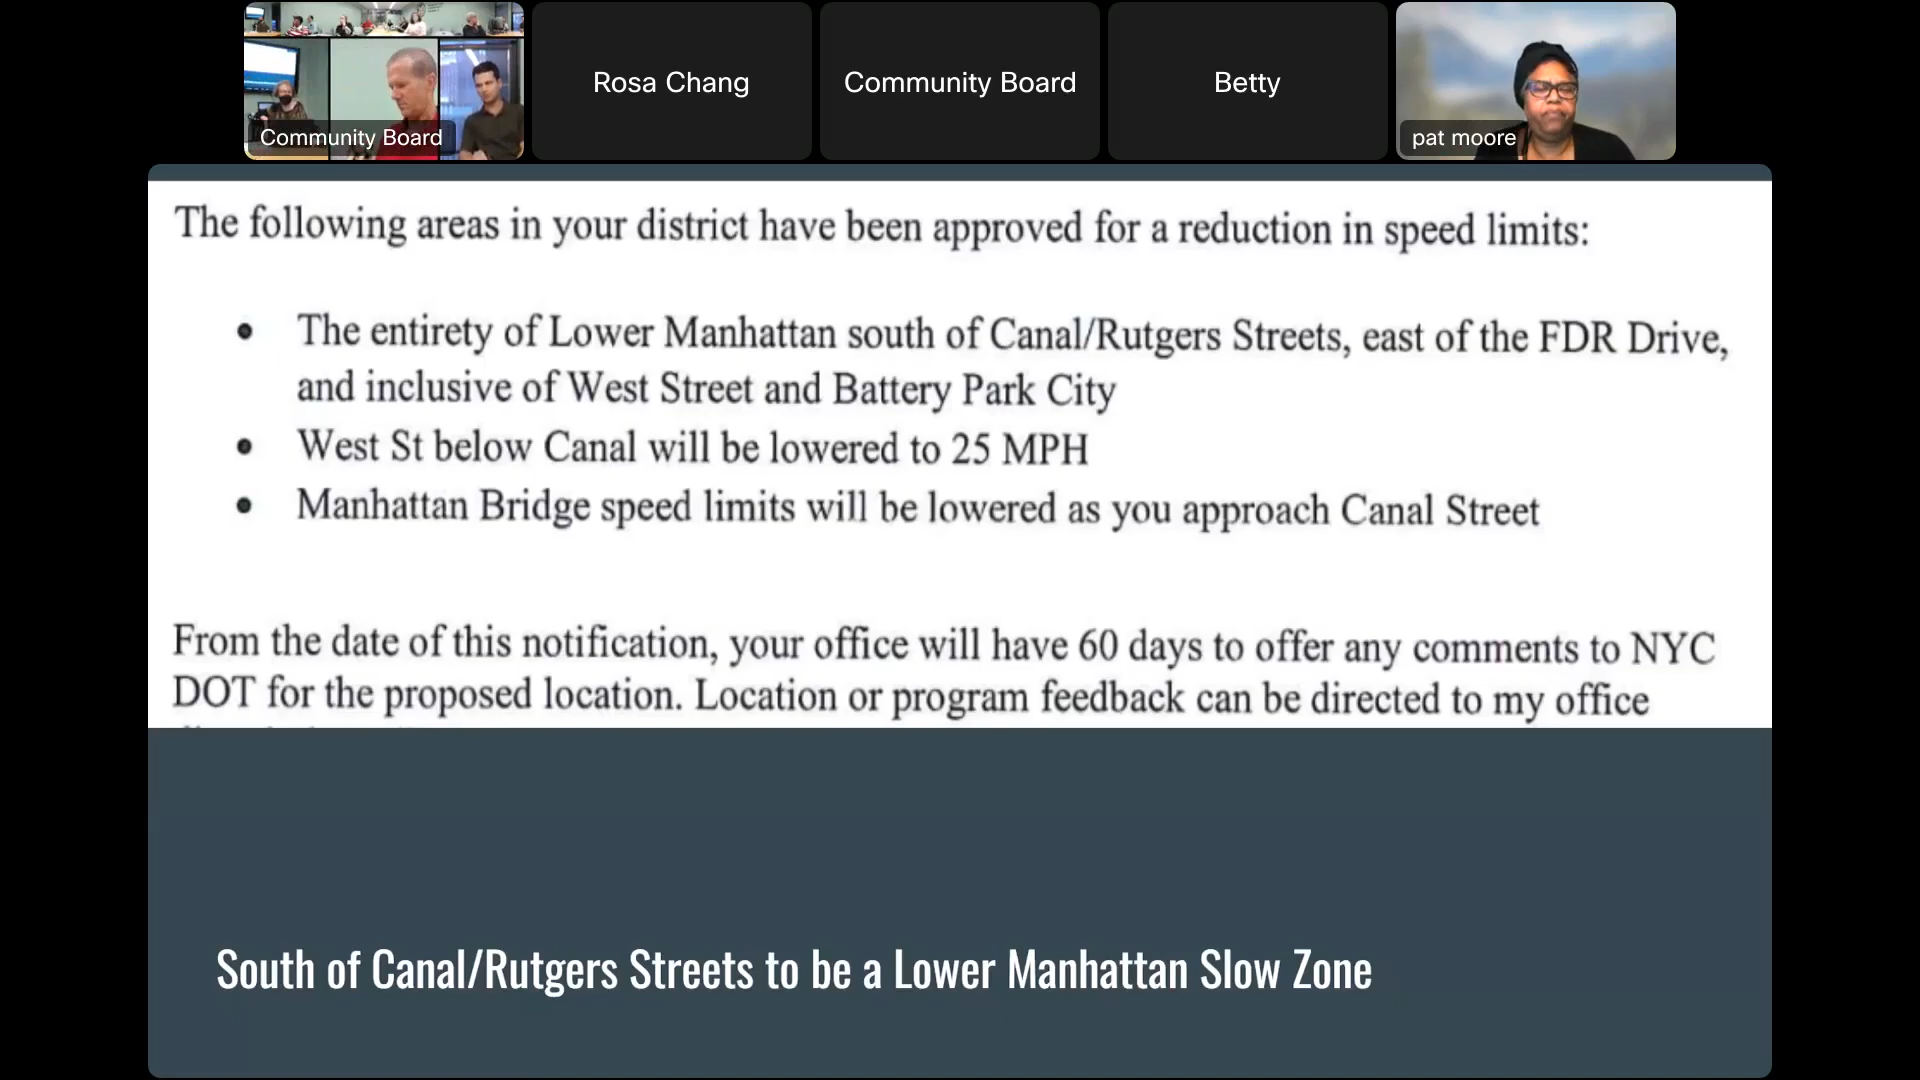 Community Board
Rosa Chang
Community Board
Betty
pat moore
The following areas in your district have been approved for a reduction in speed limits:
• The entirety of Lower Manhattan south of Canal/Rutgers Streets, east of the FDR Drive,
and inclusive of West Street and Battery Park City
• West St below Canal will be lowered to 25 MPH
• Manhattan Bridge speed limits will be lowered as you approach Canal Street
From the date of this notification, your office will have 60 days to offer any comments to NYC
DOT for the proposed location. Location or program feedback can be directed to my office
South of Canal/Rutgers Streets to be a Lower Manhattan Slow Zone